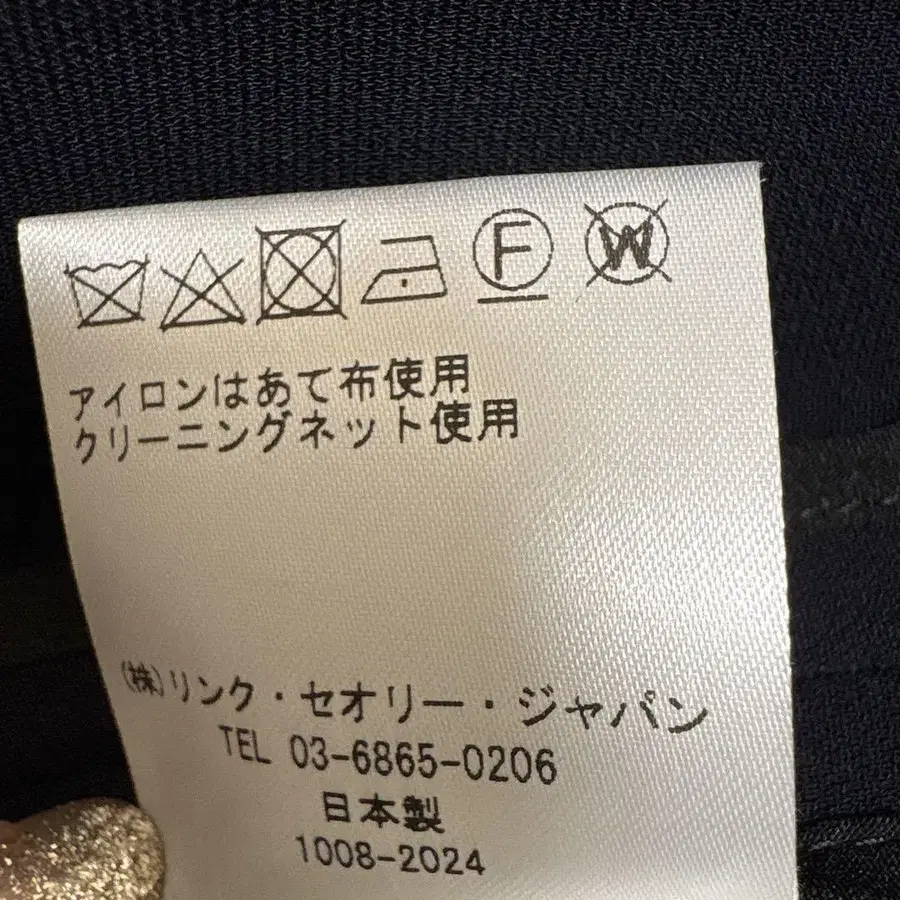 F W
アイロンはあて布使用
クリーニングネット使用
㈱リンク・セオリー・ジャパン
TEL 03-6865-0206
日本製
1008-2024